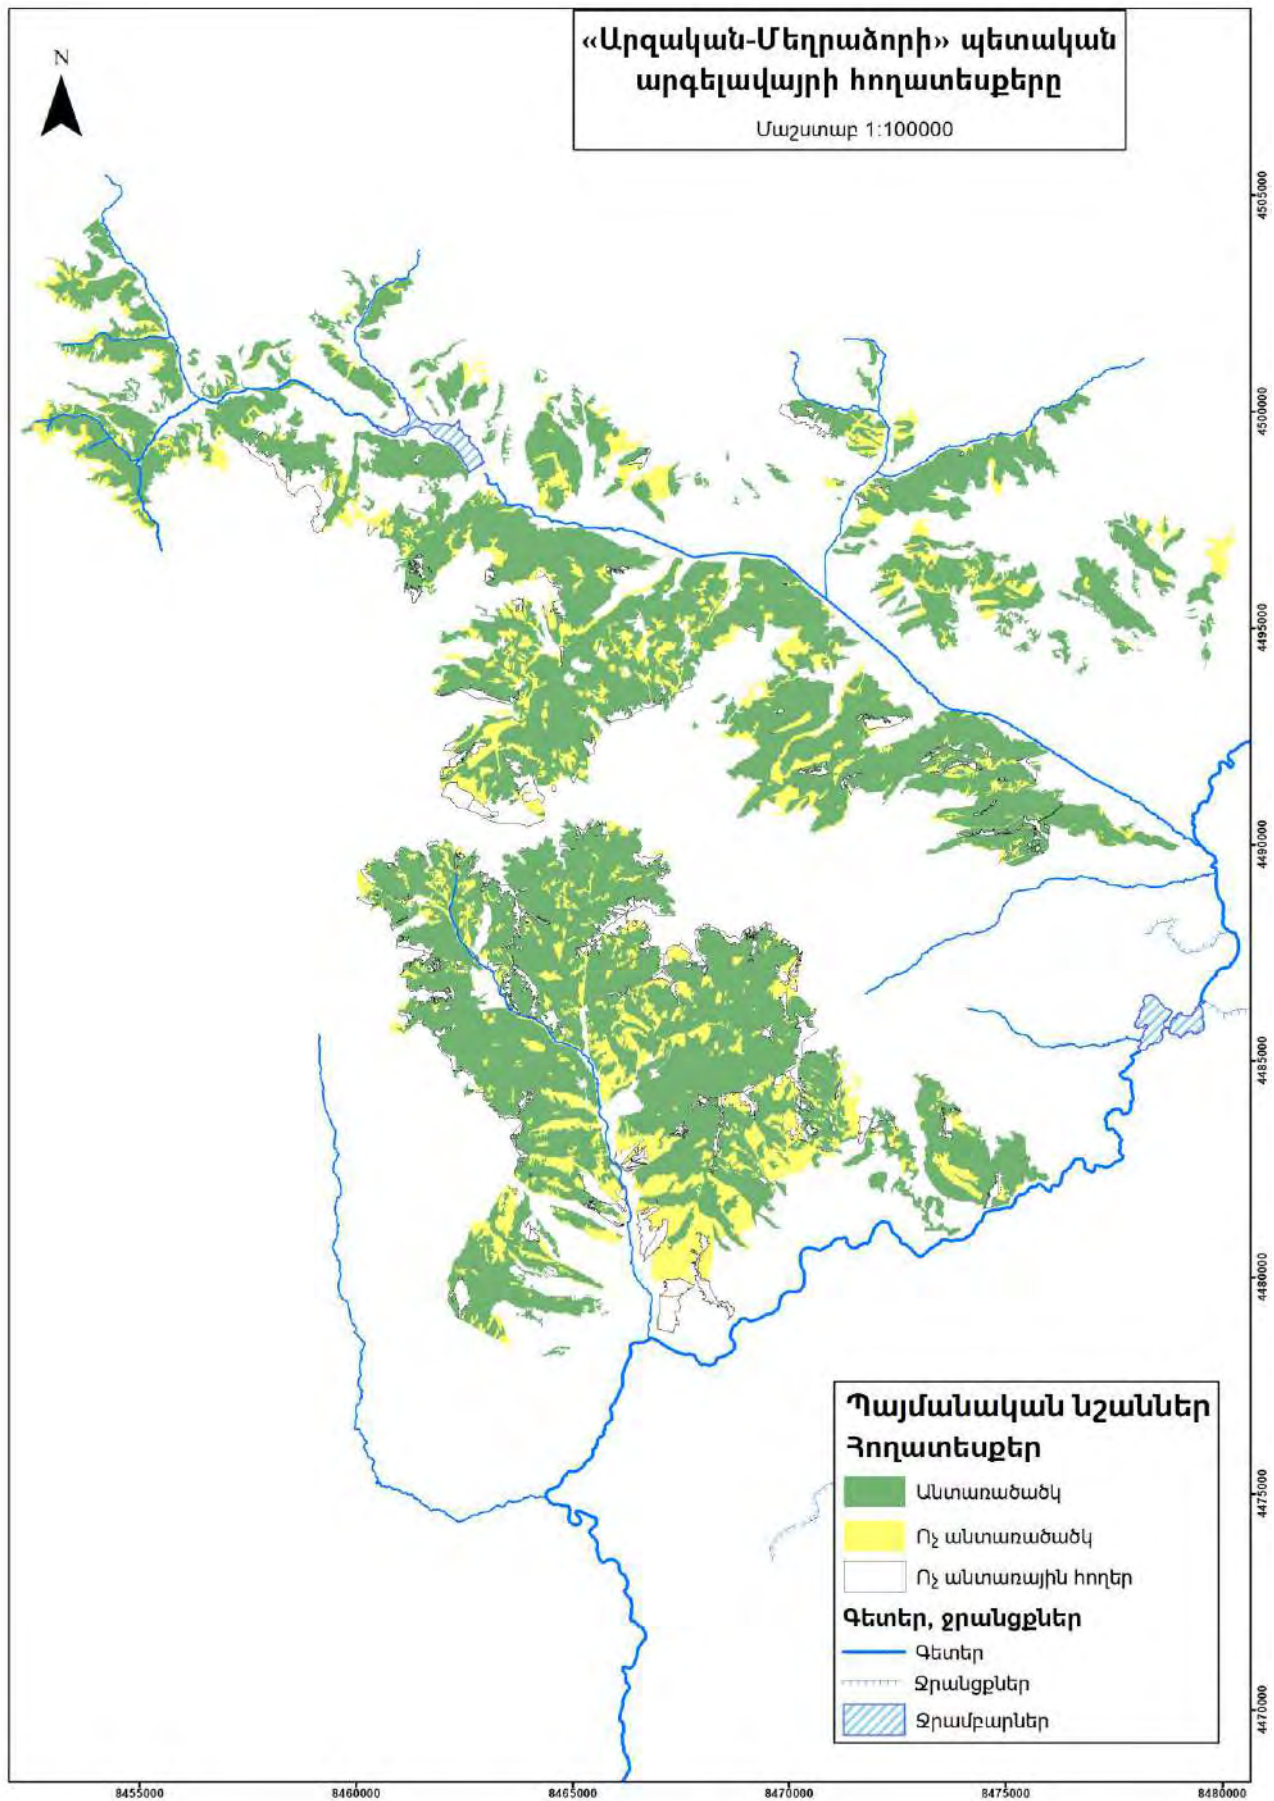 «Արզական-Մեղրաձորի» պետական
արգելավայրի հողատեսքերը
Մաշտաբ 1:100000
N
4505000
4500000
4495000
4490000
4485000
4480000
4475000
4470000
Պայմանական նշաններ
Հողատեսքեր
Անտառածածկ
Ոչ անտառածածկ
Ոչ անտառային հողեր
Գետեր, ջրանցքներ
Գետեր
Ջրանցքներ
Ջրամբարներ
8455000 8460000 8465000 8470000 8475000 8480000